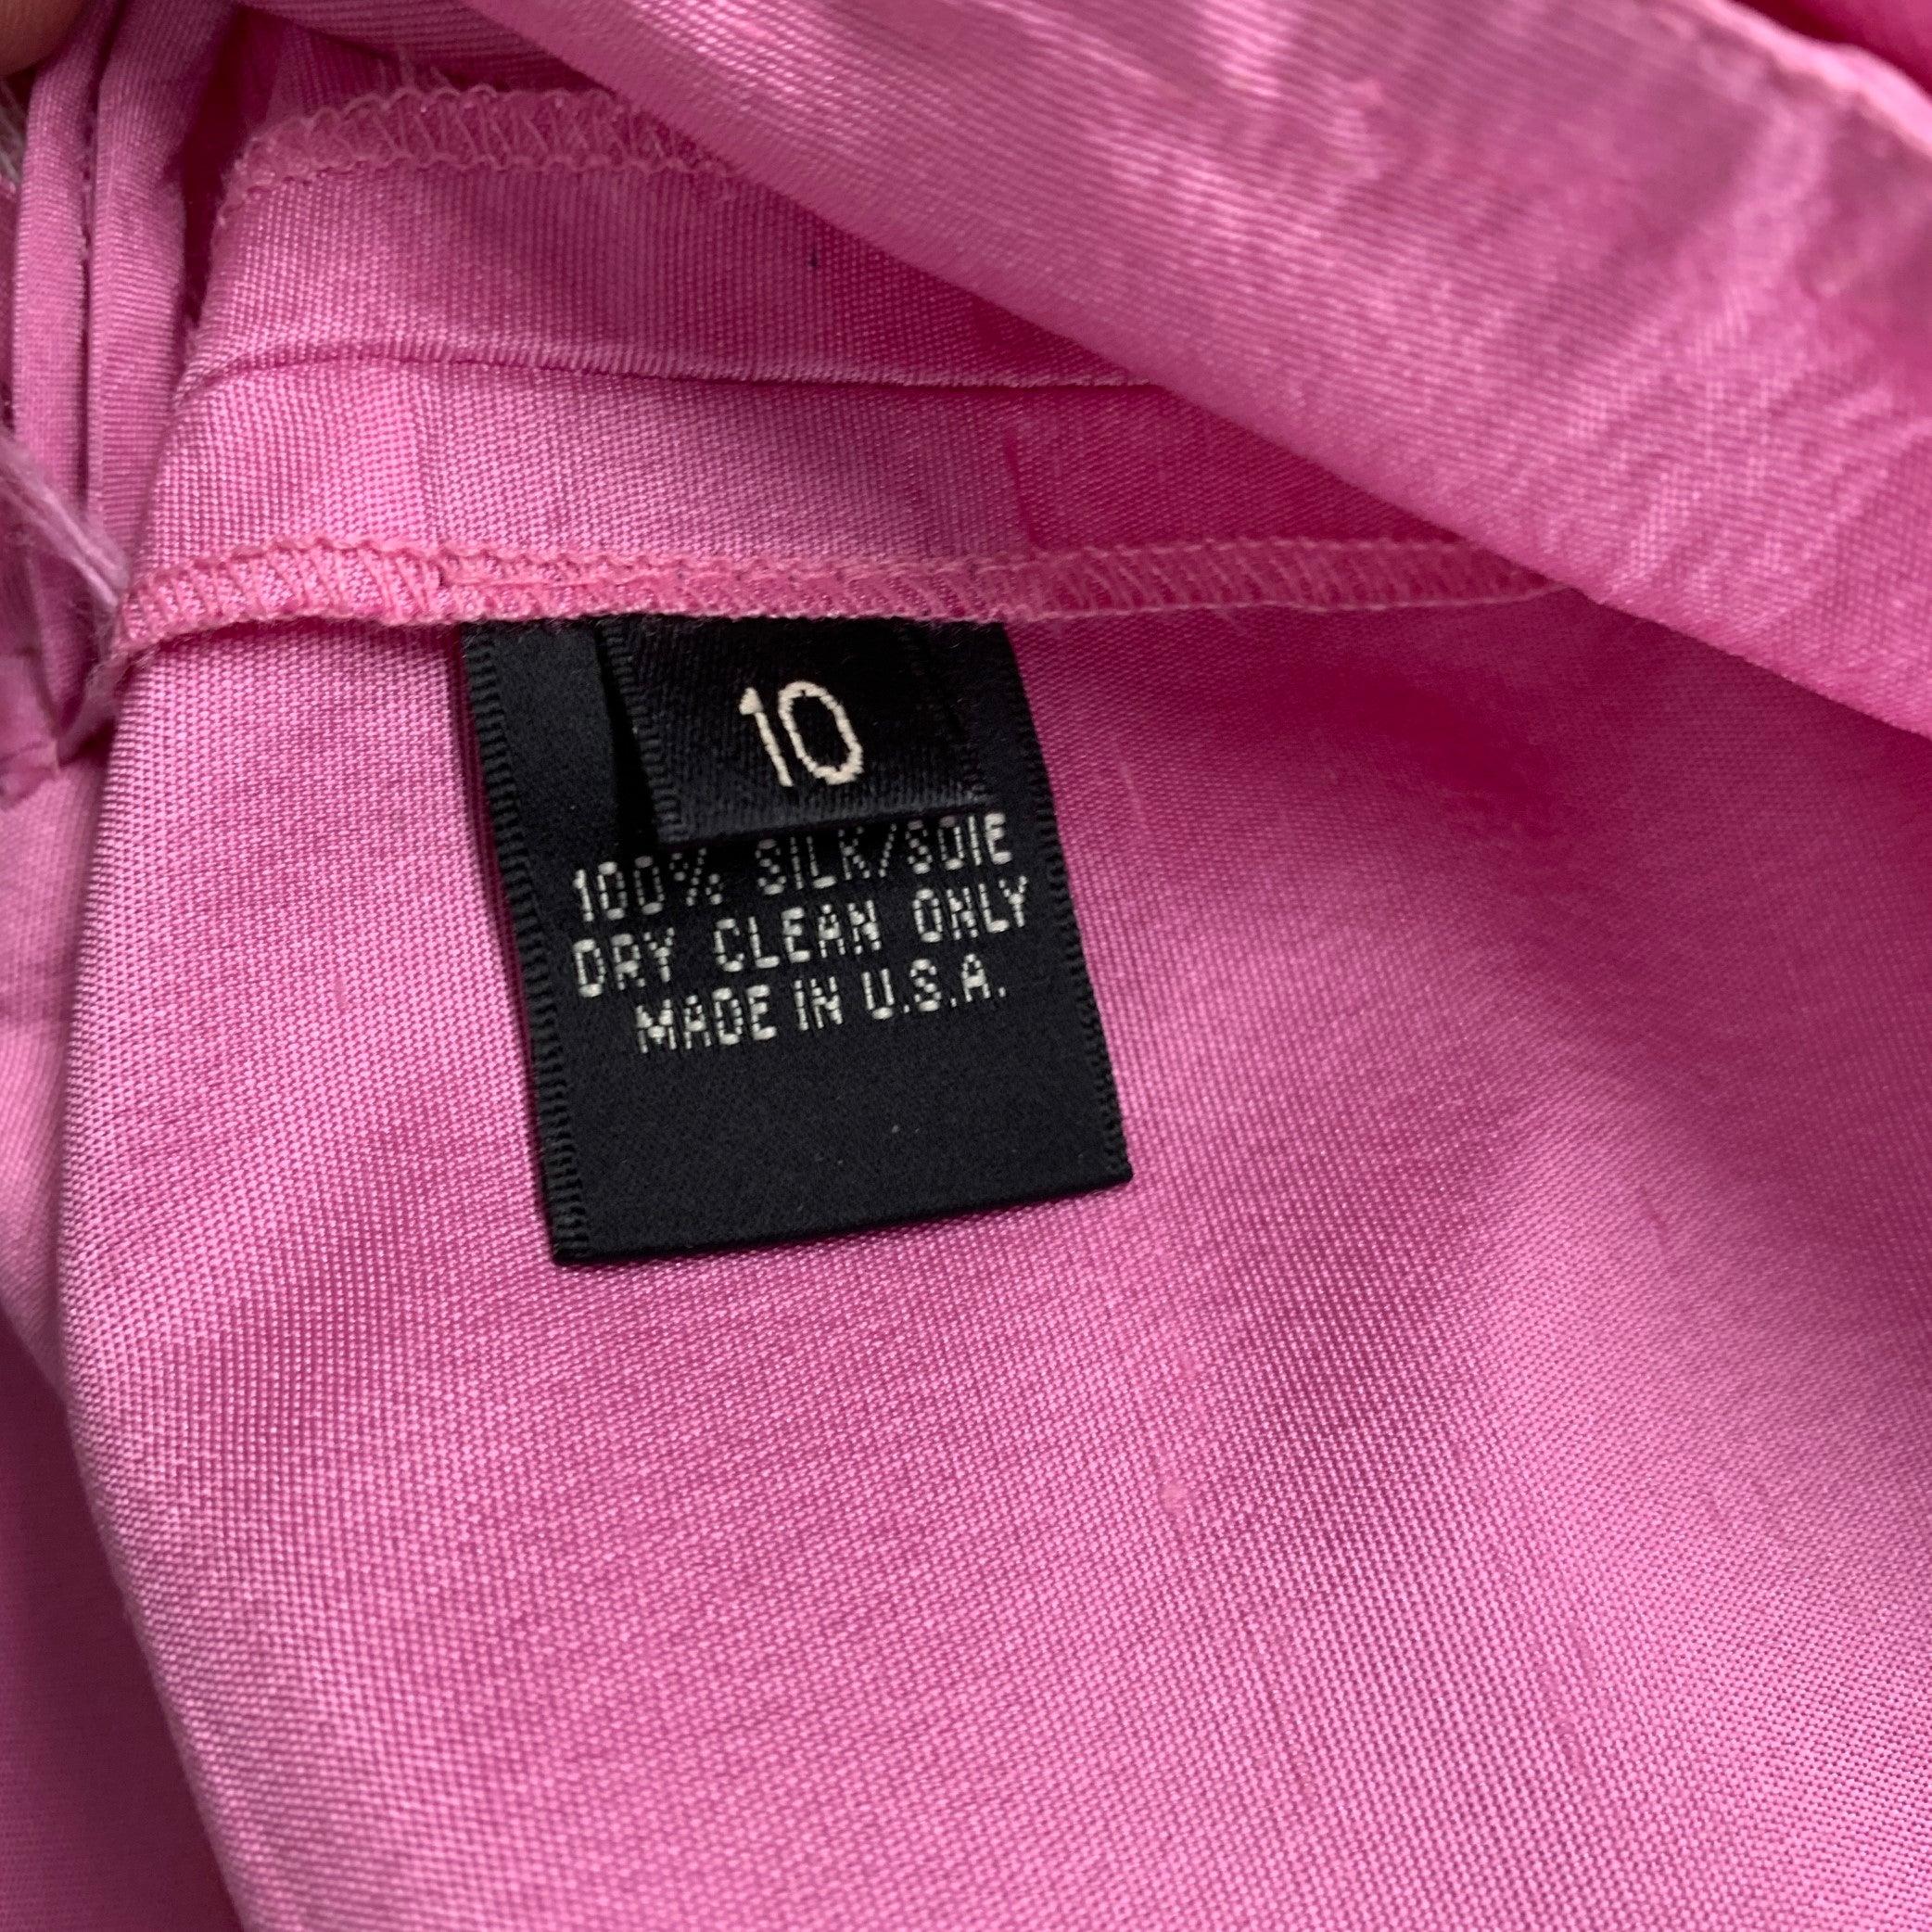 10
100% SILK/SOIE
DRY CLEAN ONLY
MADE IN U.S.A.